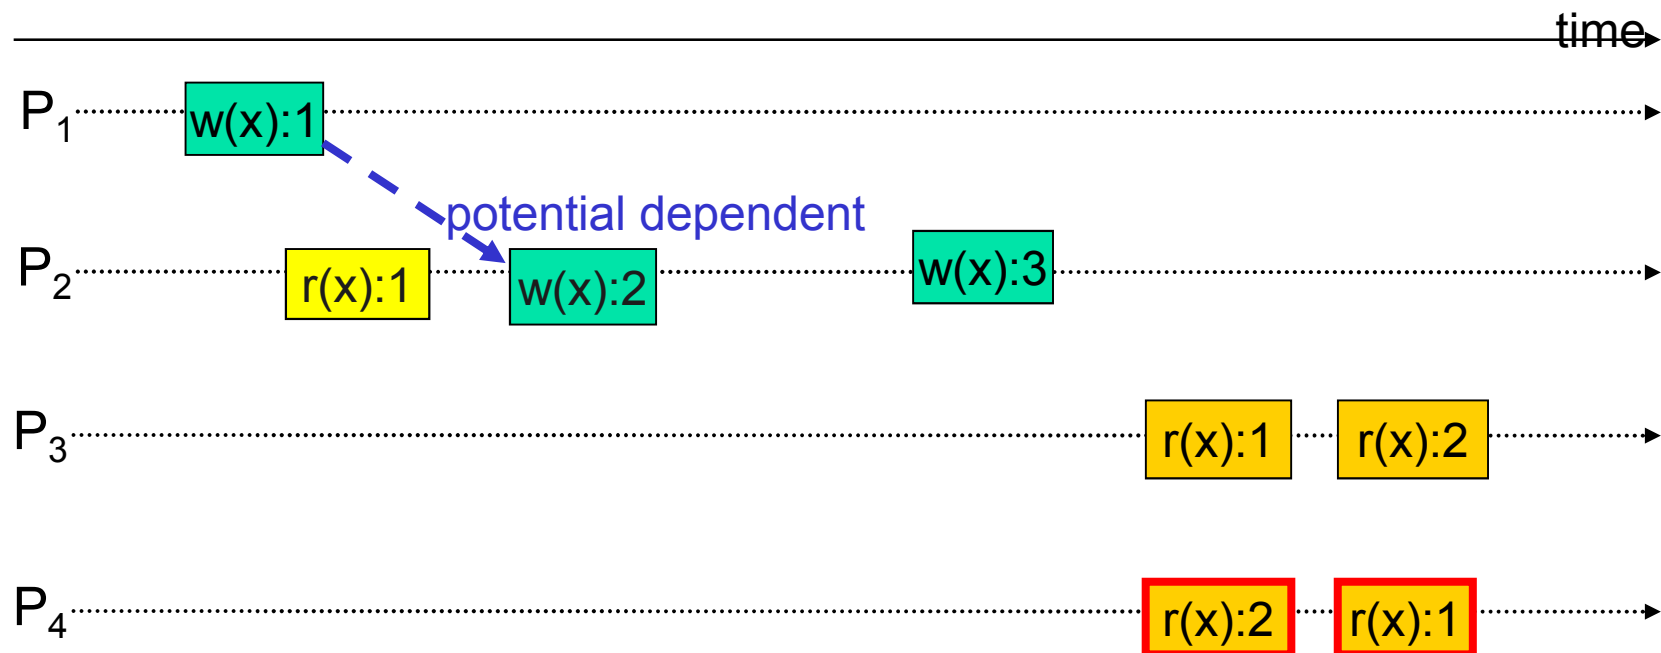 time
P1 w(x):1
potential dependent
P2 r(x):1 w(x):2 w(x):3
P3 r(x):1 r(x):2
P4 r(x):2 r(x):1